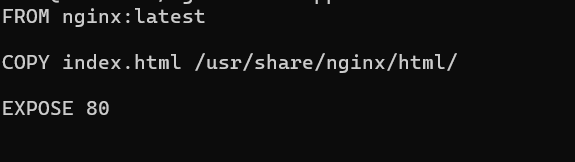 FROM nginx:latest
COPY index.html /usr/share/nginx/html/
EXPOSE 80